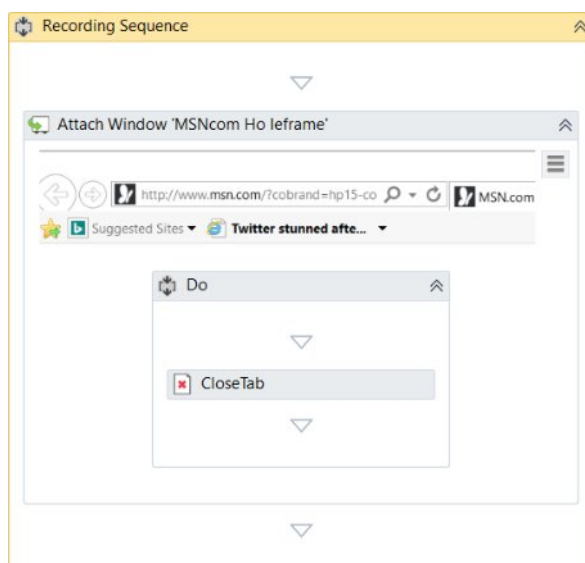 Recording Sequence
Attach Window 'MSNcom Ho Ieframe'
http://www.msn.com/?cobrand=hp15-co
MSN.com
Suggested Sites
Twitter stunned afte...
Do
CloseTab